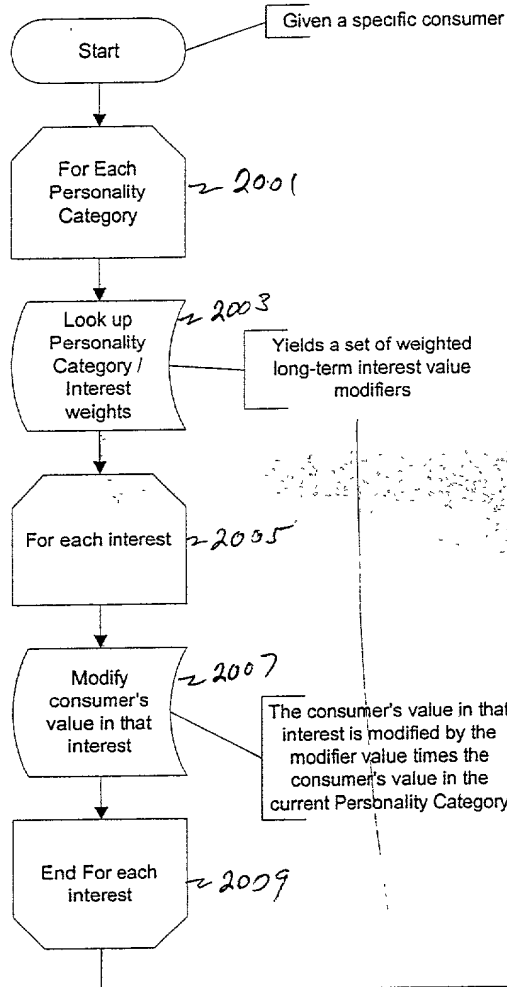 Given a specific consumer
Start
For Each
Personality
Category
2001
Look up
Personality
Category /
Interest
weights
2003
Yields a set of weighted
long-term interest value
modifiers
For each interest
2005
Modify
consumer's
value in that
interest
2007
The consumer's value in that
interest is modified by the
modifier value times the
consumer's value in the
current Personality Category
End For each
interest
2009